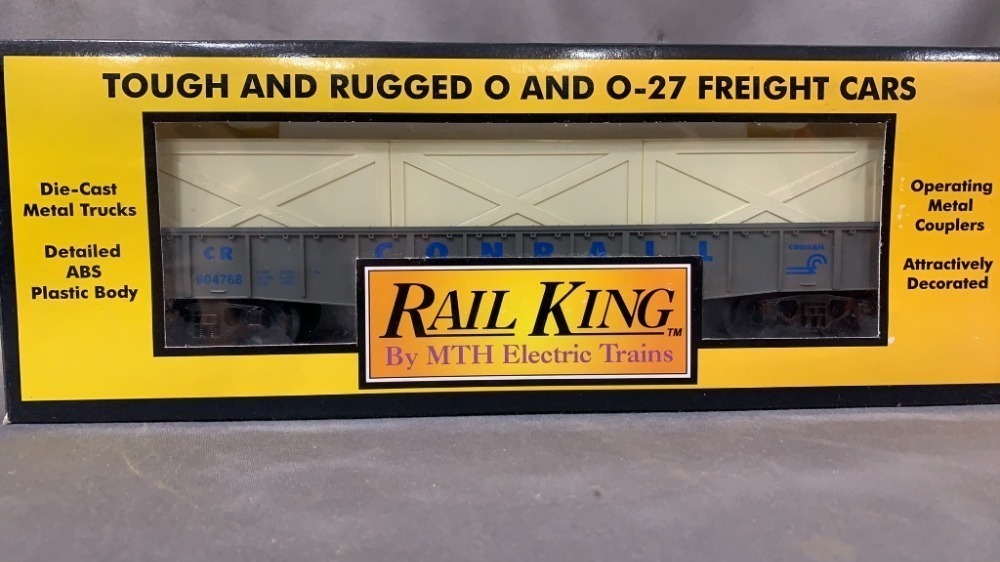 TOUGH AND RUGGED O AND O-27 FREIGHT CARS
Die-Cast
Metal Trucks
Detailed
ABS
Plastic Body
Operating
Metal
Couplers
Attractively
Decorated
CR CONRAIL
604768
CONRAIL
RAIL KING TM
By MTH Electric Trains